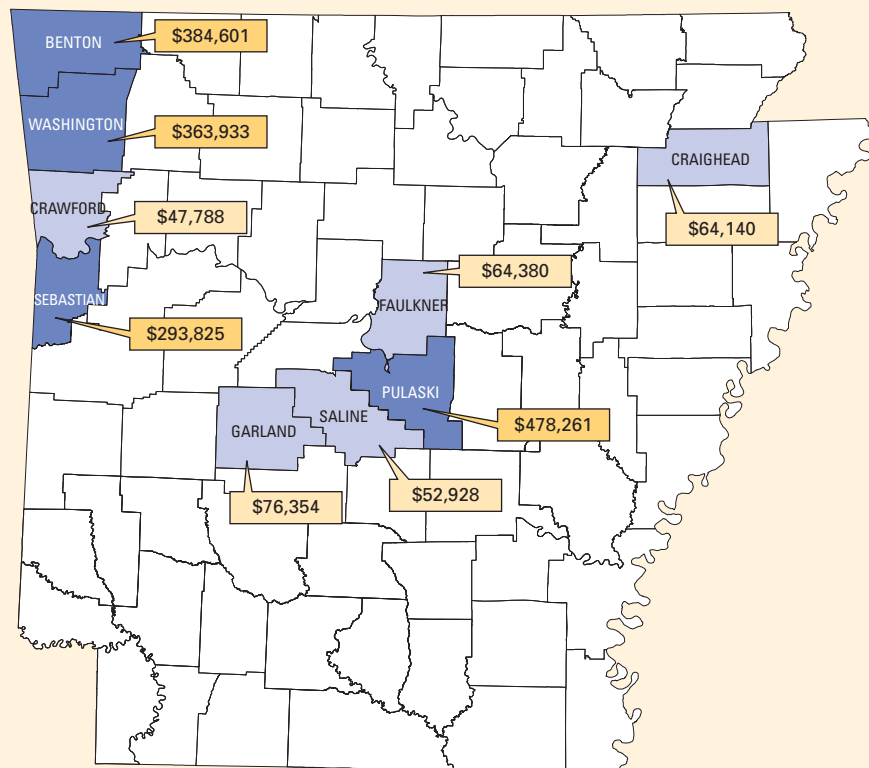 BENTON
$384,601
WASHINGTON
$363,933
CRAIGHEAD
$64,140
CRAWFORD
$47,788
$64,380
FAULKNER
SEBASTIAN
$293,825
PULASKI
$478,261
SALINE
GARLAND
$52,928
$76,354